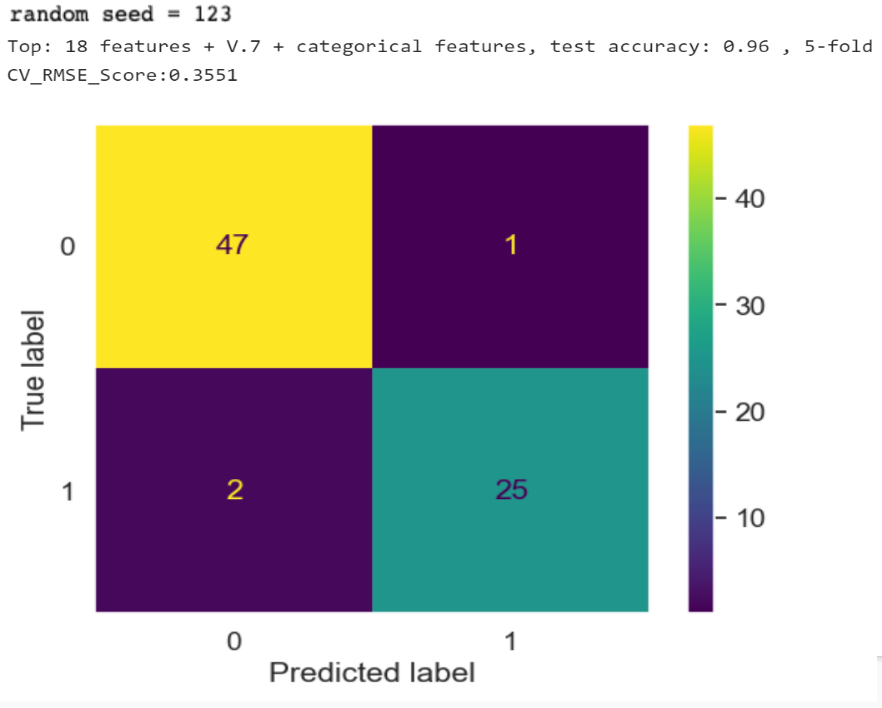 random seed = 123
Top: 18 features + V.7 + categorical features, test accuracy: 0.96 , 5-fold
CV_RMSE_Score:0.3551
47
1
2
25
0
1
True label
0
1
Predicted label
40
30
20
10